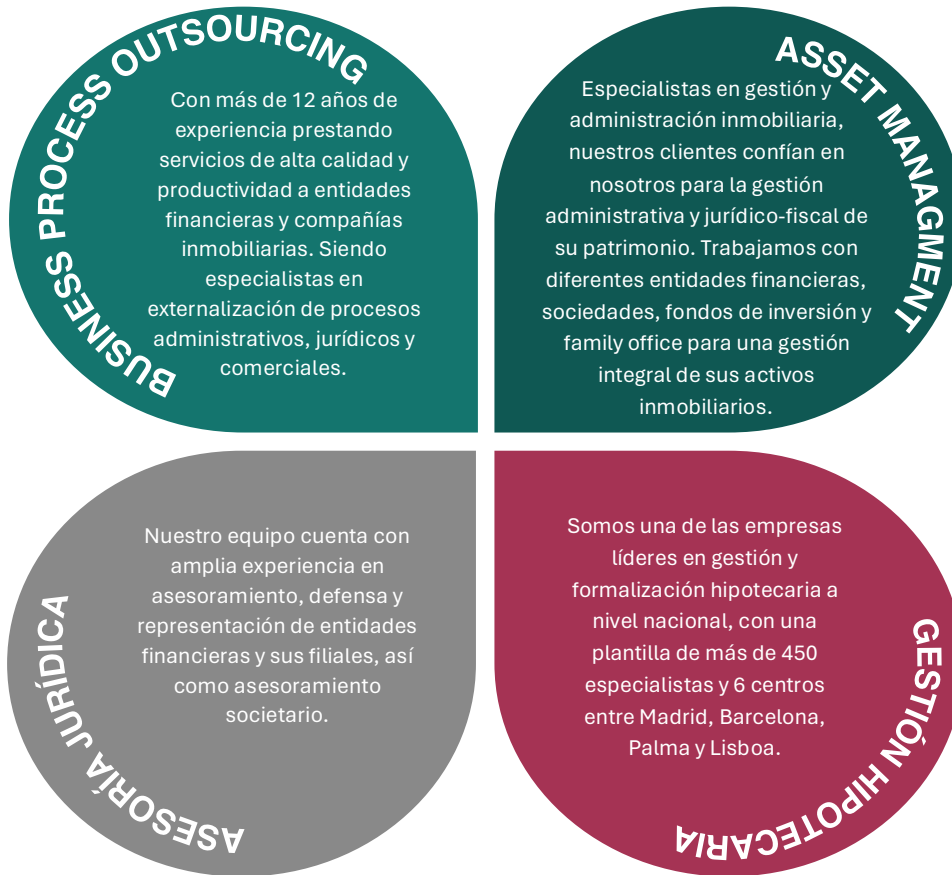 BUSINESS PROCESS OUTSOURCING
Con más de 12 años de
experiencia prestando
servicios de alta calidad y
productividad a entidades
financieras y compañías
inmobiliarias. Siendo
especialistas en
externalización de procesos
administrativos, jurídicos y
comerciales.
ASSET MANAGMENT
Especialistas en gestión y
administración inmobiliaria,
nuestros clientes confían en
nosotros para la gestión
administrativa y jurídico-fiscal de
su patrimonio. Trabajamos con
diferentes entidades financieras,
sociedades, fondos de inversión y
family office para una gestión
integral de sus activos
inmobiliarios.
ASESORÍA JURÍDICA
Nuestro equipo cuenta con
amplia experiencia en
asesoramiento, defensa y
representación de entidades
financieras y sus filiales, así
como asesoramiento
societario.
GESTIÓN HIPOTECARIA
Somos una de las empresas
líderes en gestión y
formalización hipotecaria a
nivel nacional, con una
plantilla de más de 450
especialistas y 6 centros
entre Madrid, Barcelona,
Palma y Lisboa.